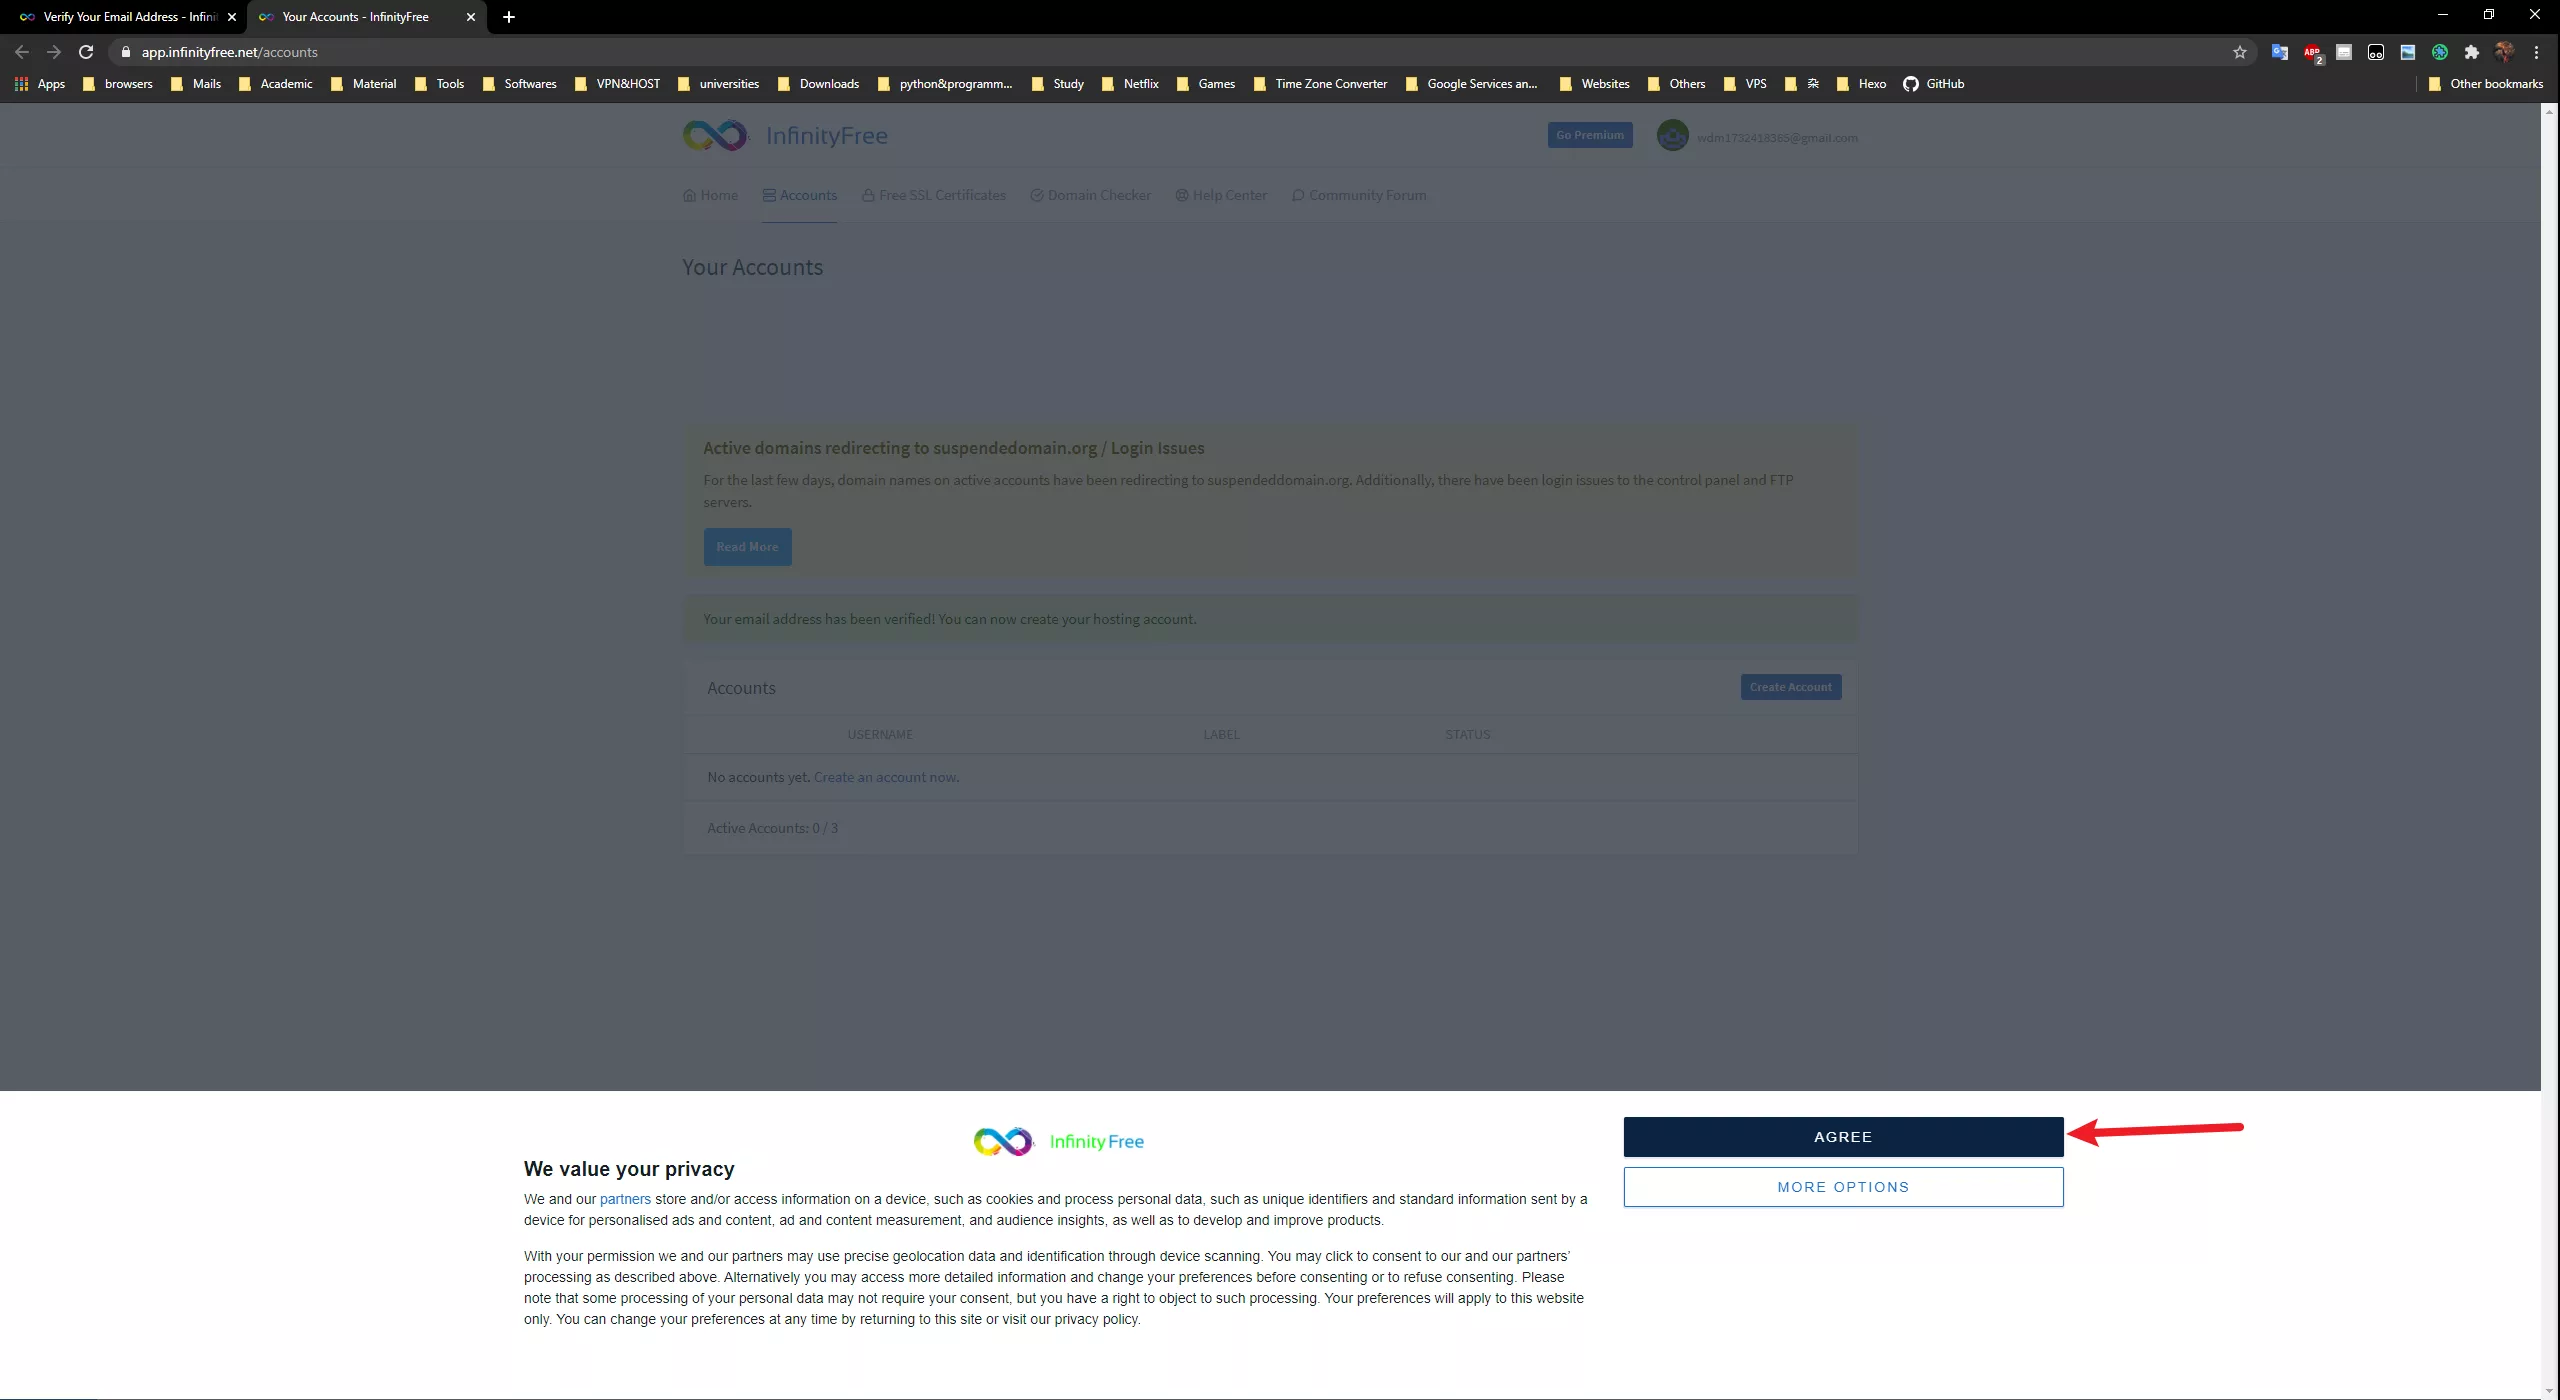 Verify Your Email Address - Infini
Your Accounts - InfinityFree
app.infinityfree.net/accounts
Apps browsers Mails Academic Material Tools Softwares VPN&HOST universities Downloads python&programm... Study Netflix Games Time Zone Converter Google Services an... Websites Others VPS 杂 Hexo GitHub Other bookmarks
ABP 2
InfinityFree
Go Premium wdm1732418365@gmail.com
Home Accounts Free SSL Certificates Domain Checker Help Center Community Forum
Your Accounts
Active domains redirecting to suspendedomain.org / Login Issues
For the last few days, domain names on active accounts have been redirecting to suspendeddomain.org. Additionally, there have been login issues to the control panel and FTP
servers.
Read More
Your email address has been verified! You can now create your hosting account.
Accounts Create Account
USERNAME LABEL STATUS
No accounts yet. Create an account now.
Active Accounts: 0 / 3
InfinityFree
We value your privacy
We and our partners store and/or access information on a device, such as cookies and process personal data, such as unique identifiers and standard information sent by a
device for personalised ads and content, ad and content measurement, and audience insights, as well as to develop and improve products.
With your permission we and our partners may use precise geolocation data and identification through device scanning. You may click to consent to our and our partners’
processing as described above. Alternatively you may access more detailed information and change your preferences before consenting or to refuse consenting. Please
note that some processing of your personal data may not require your consent, but you have a right to object to such processing. Your preferences will apply to this website
only. You can change your preferences at any time by returning to this site or visit our privacy policy.
AGREE
MORE OPTIONS